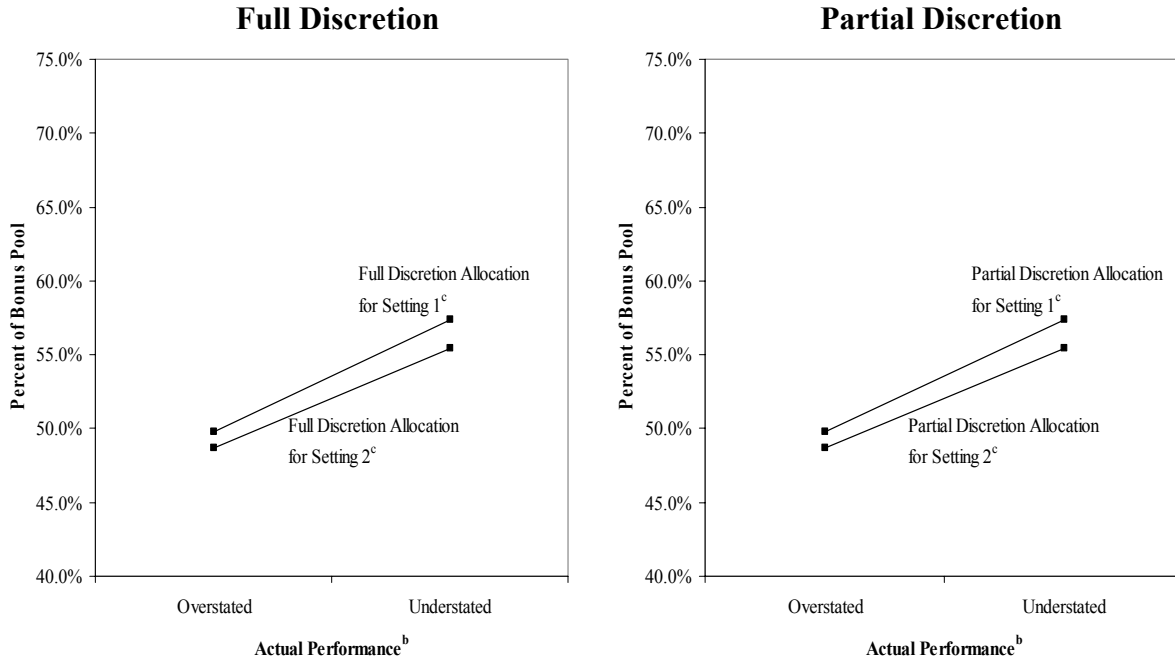 Full Discretion
75.0%
70.0%
65.0%
60.0%
55.0%
50.0%
45.0%
40.0%
Percent of Bonus Pool
Full Discretion Allocation
for Setting 1c
Full Discretion Allocation
for Setting 2c
Overstated
Understated
Actual Performanceb
Partial Discretion
75.0%
70.0%
65.0%
60.0%
55.0%
50.0%
45.0%
40.0%
Percent of Bonus Pool
Partial Discretion Allocation
for Setting 1c
Partial Discretion Allocation
for Setting 2c
Overstated
Understated
Actual Performanceb